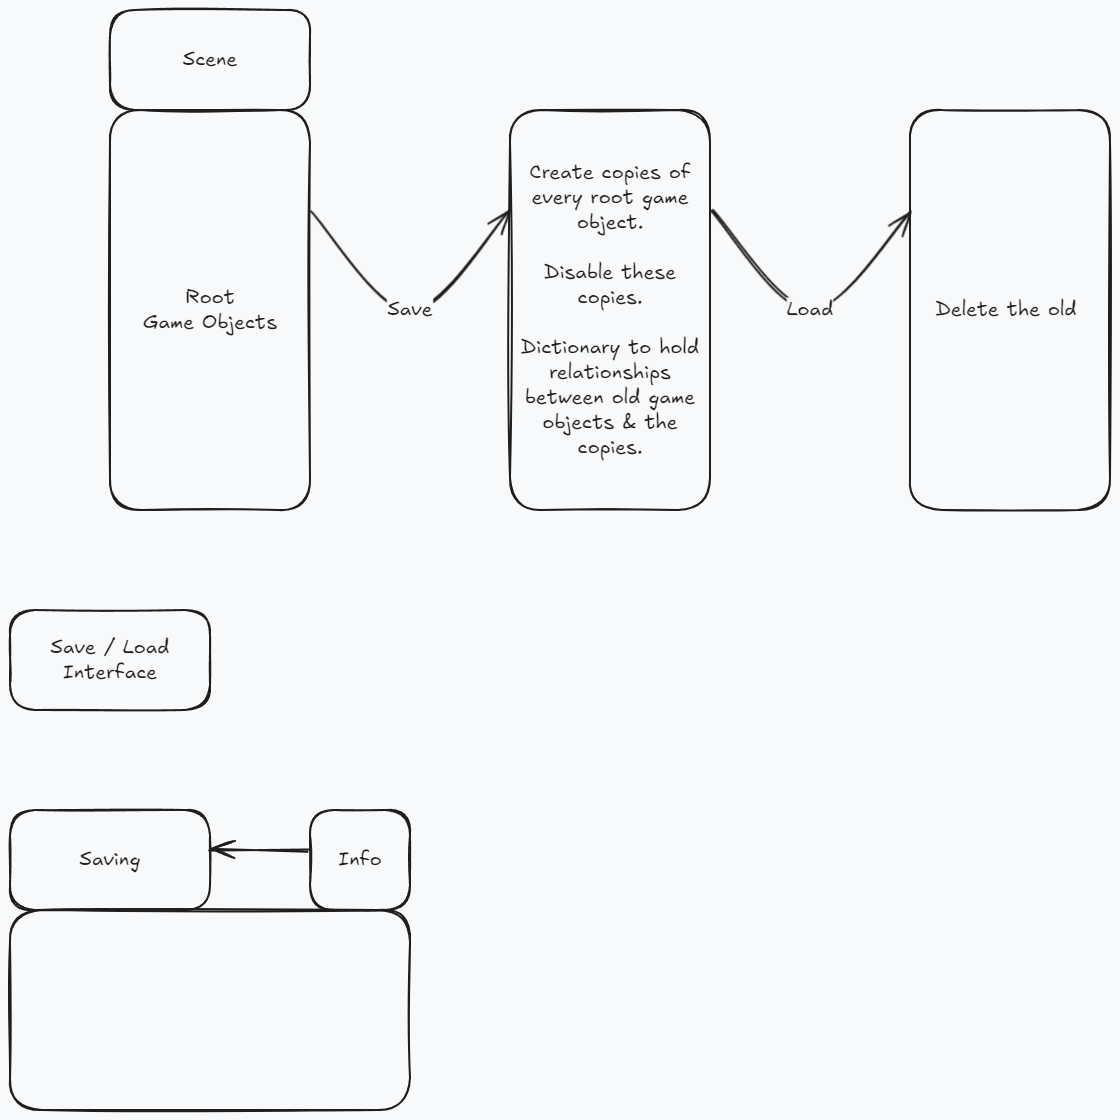 Scene
Root
Game Objects
Save
Create copies of
every root game
object.
Disable these
copies.
Dictionary to hold
relationships
between old game
objects & the
copies.
Load
Delete the old
Save / Load
Interface
Saving
Info